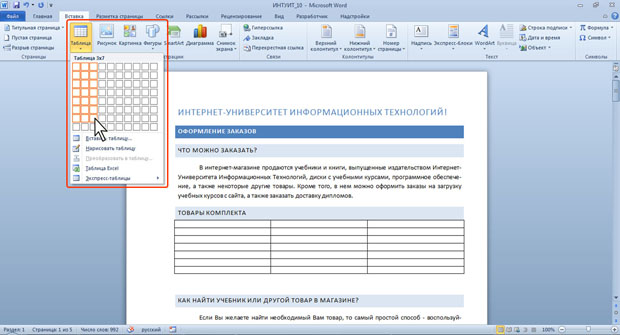 ИНТУИТ_10 - Microsoft Word
Файл Главная Вставка Разметка страницы Ссылки Рассылки Рецензирование Вид Разработчик Надстройки
Титульная страница
Пустая страница
Разрыв страницы
Страницы
Таблица
Рисунок Картинка Фигуры SmartArt Диаграмма Снимок экрана
Гиперссылка
Закладка
Перекрестная ссылка
Ссылки
Верхний колонтитул Нижний колонтитул Номер страницы
Колонтитулы
Надпись Экспресс-блоки WordArt Буквица
Строка подписи
Дата и время
Объект
Текст
Формула
Символ
Символы
Таблица 3x7
Вставить таблицу...
Нарисовать таблицу
Преобразовать в таблицу...
Таблица Excel
Экспресс-таблицы
ИНТЕРНЕТ-УНИВЕРСИТЕТ ИНФОРМАЦИОННЫХ ТЕХНОЛОГИЙ!
ОФОРМЛЕНИЕ ЗАКАЗОВ
ЧТО МОЖНО ЗАКАЗАТЬ?
В интернет-магазине продаются учебники и книги, выпущенные издательством Интернет-
Университета Информационных Технологий, диски с учебными курсами, программное обеспече-
ние, а также некоторые другие товары. Кроме того, в нем можно оформить заказы на загрузку
учебных курсов с сайта, а также заказать доставку дипломов.
ТОВАРЫ КОМПЛЕКТА
КАК НАЙТИ УЧЕБНИК ИЛИ ДРУГОЙ ТОВАР В МАГАЗИНЕ?
Если Вы желаете найти необходимый Вам товар, то самый простой способ - воспользуй-
Раздел: 1 Страница: 1 из 5 Число слов: 992 русский 100%